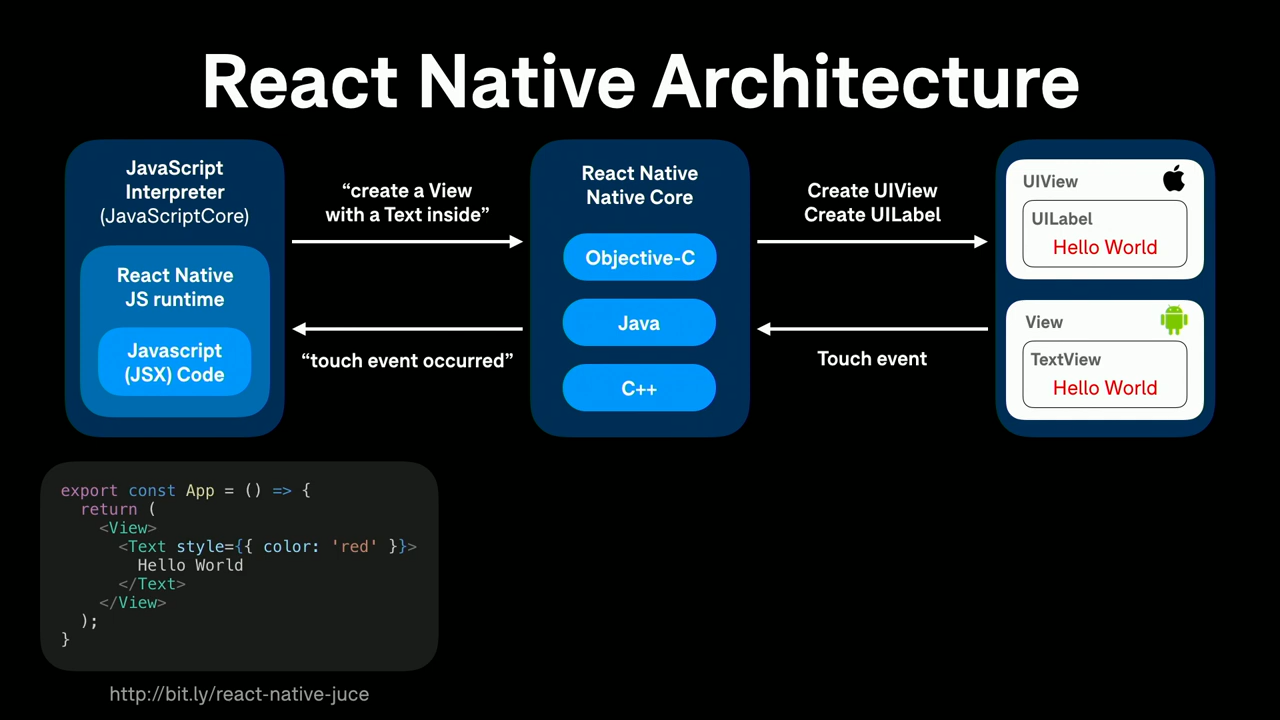 React Native Architecture
JavaScript
Interpreter
(JavaScriptCore)
React Native
JS runtime
Javascript
(JSX) Code
“create a View
with a Text inside”
“touch event occurred”
React Native
Native Core
Objective-C
Java
C++
Create UIView
Create UILabel
Touch event
UIView
UILabel
Hello World
View
TextView
Hello World
export const App = () => {
  return (
    <View>
      <Text style={{ color: 'red' }}>
        Hello World
      </Text>
    </View>
  );
}
http://bit.ly/react-native-juce